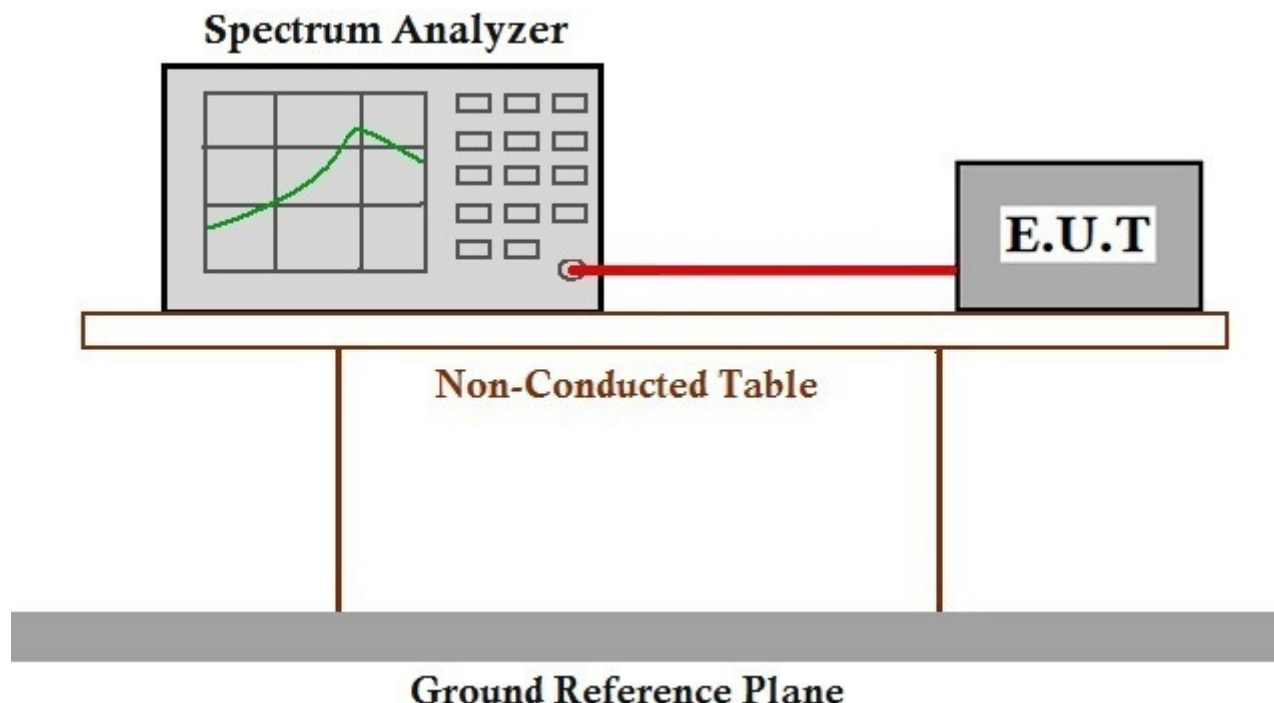 Spectrum Analyzer
E.U.T
Non-Conducted Table
Ground Reference Plane